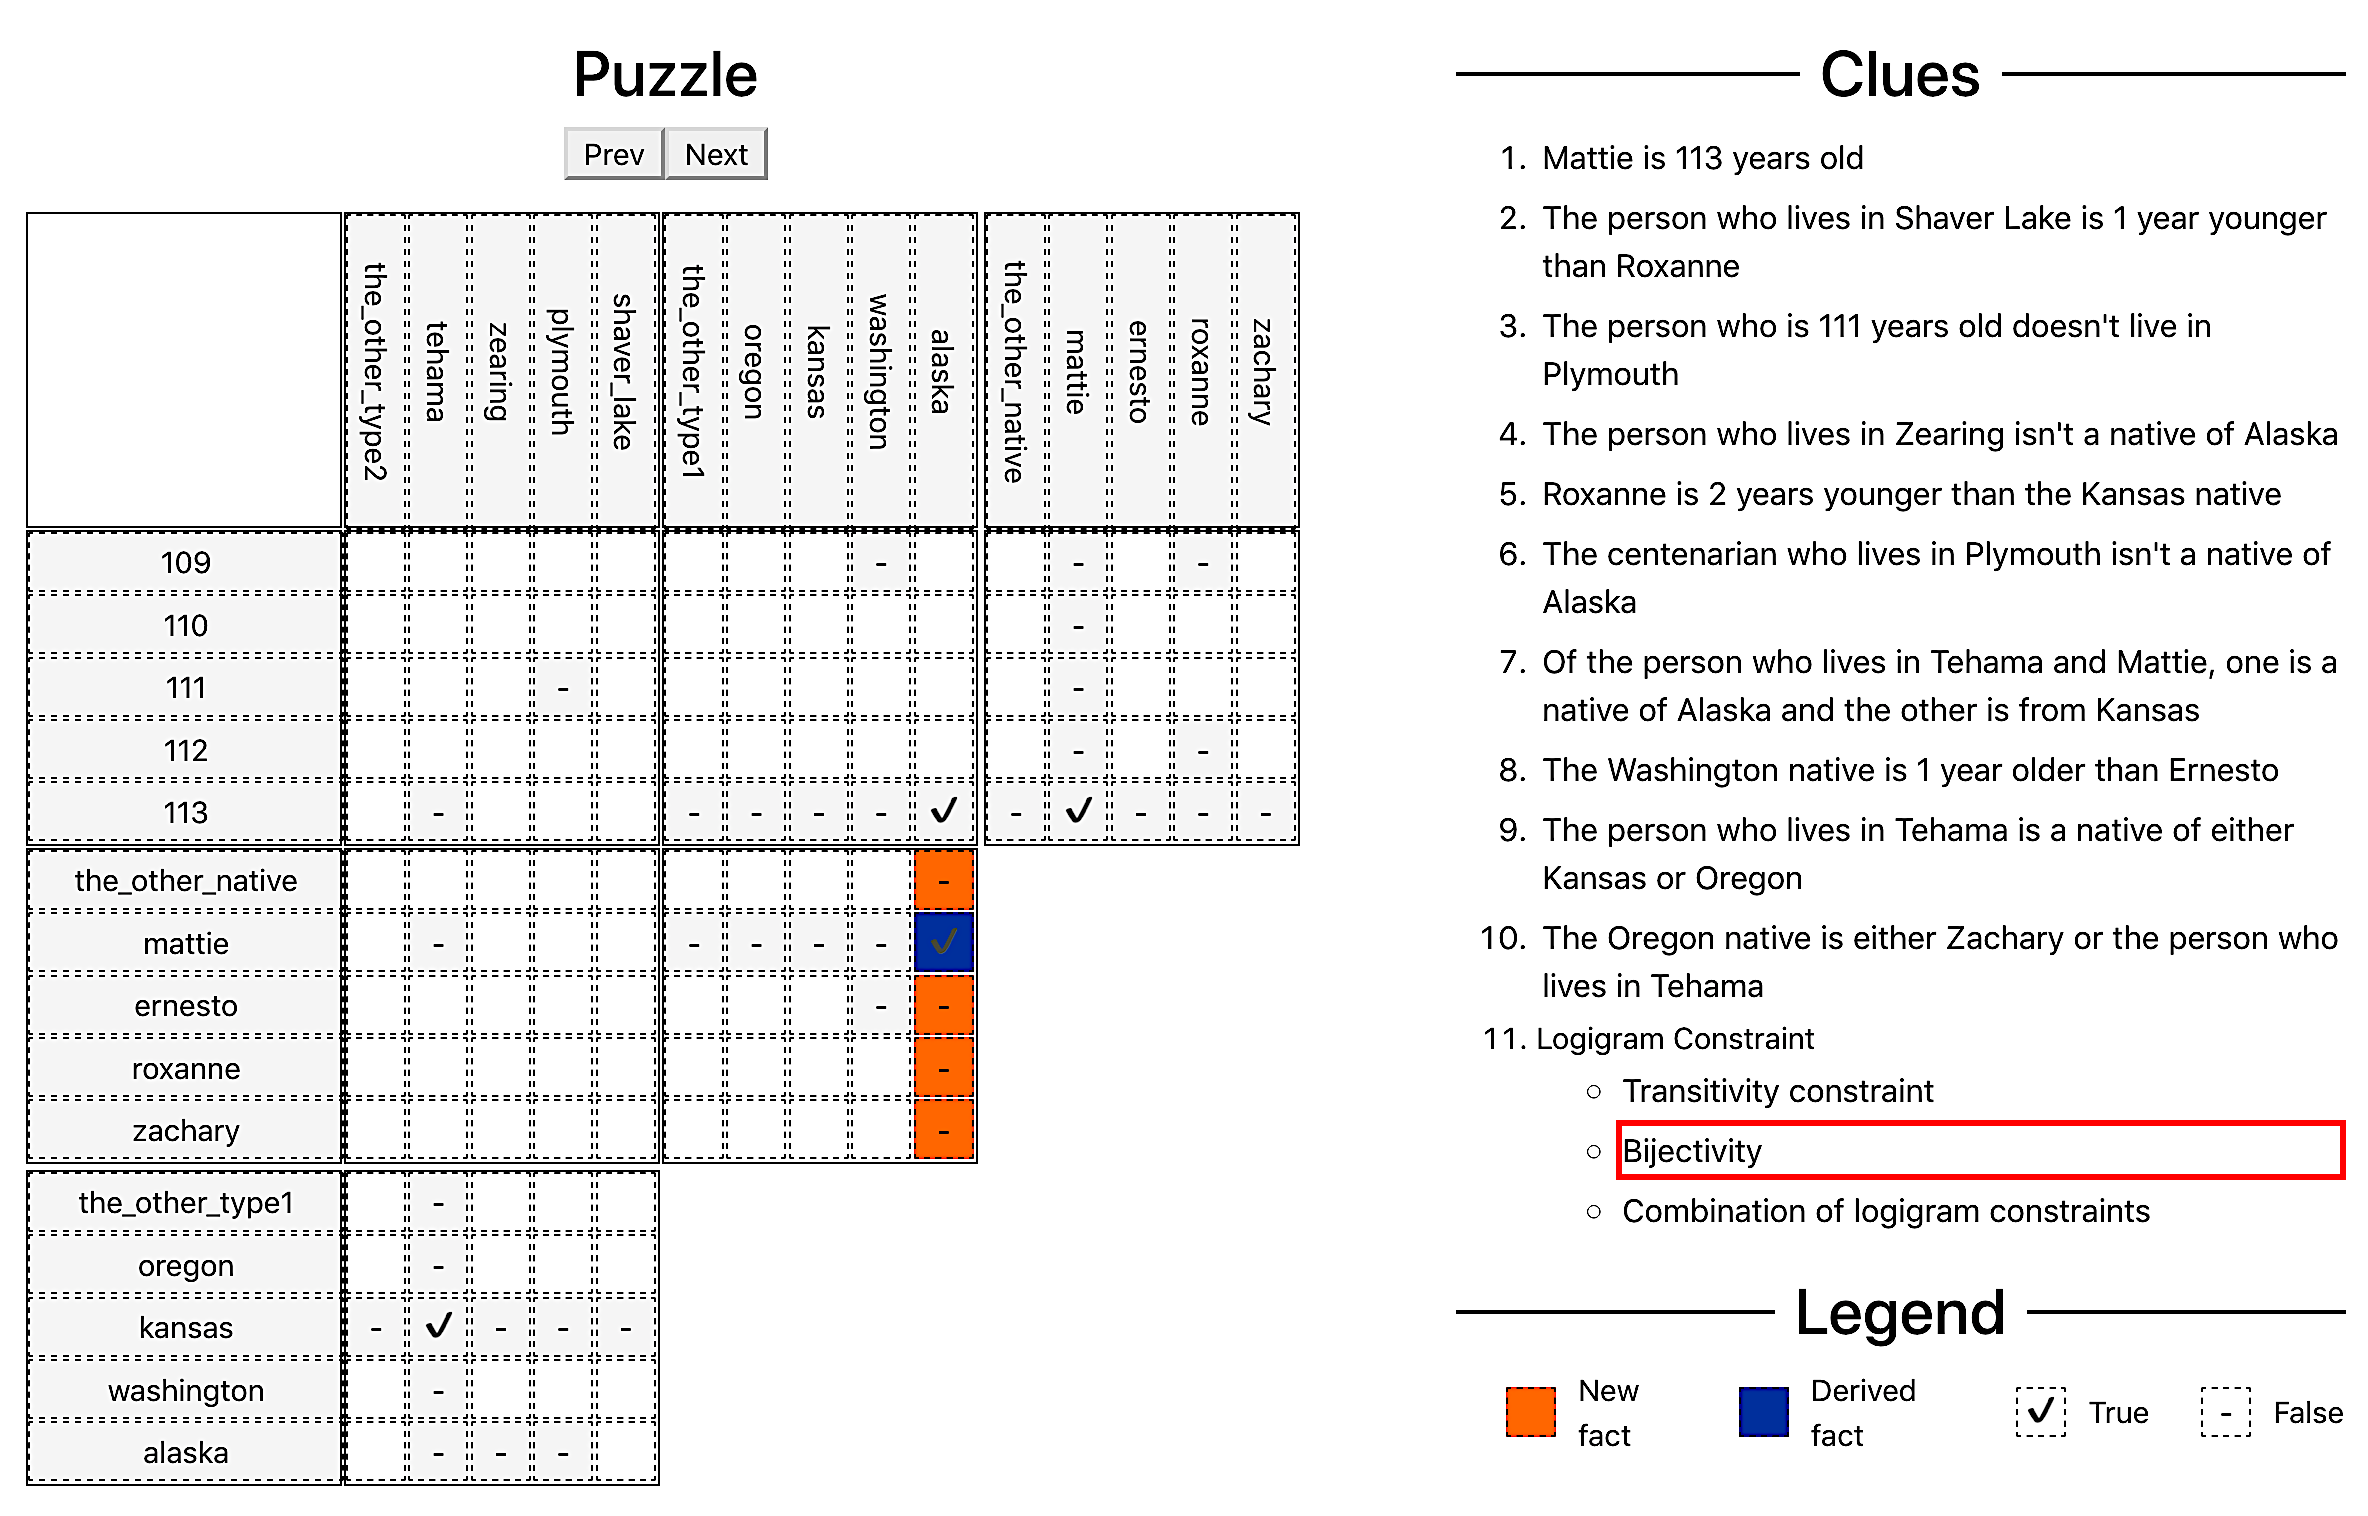 Puzzle
Prev Next
the_other_type2 tehama zearing plymouth shaver_lake the_other_type1 oregon kansas washington alaska the_other_native mattie ernesto roxanne zachary
109 - - -
110 -
111 - -
112 - -
113 - - - - - ✓ - ✓ - - -
the_other_native -
mattie - - - - - ✓
ernesto - -
roxanne -
zachary -
the_other_type1 -
oregon -
kansas - ✓ - - -
washington -
alaska - - -
Clues
1. Mattie is 113 years old
2. The person who lives in Shaver Lake is 1 year younger
than Roxanne
3. The person who is 111 years old doesn't live in
Plymouth
4. The person who lives in Zearing isn't a native of Alaska
5. Roxanne is 2 years younger than the Kansas native
6. The centenarian who lives in Plymouth isn't a native of
Alaska
7. Of the person who lives in Tehama and Mattie, one is a
native of Alaska and the other is from Kansas
8. The Washington native is 1 year older than Ernesto
9. The person who lives in Tehama is a native of either
Kansas or Oregon
10. The Oregon native is either Zachary or the person who
lives in Tehama
11. Logigram Constraint
Transitivity constraint
Bijectivity
Combination of logigram constraints
Legend
New
fact
Derived
fact
✓ True
- False